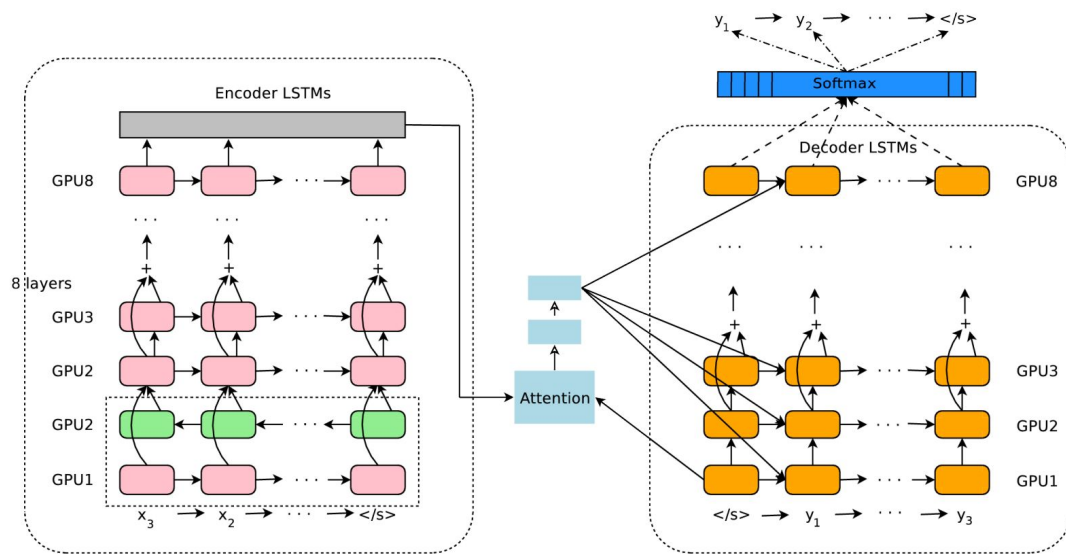 y1 y2 · · · </s>
Softmax
Encoder LSTMs
Decoder LSTMs
GPU8 · · ·
· · · GPU8
· · · · · · · · ·
· · · · · · · · ·
+ + +
8 layers
GPU3 · · ·
+ + +
GPU2 · · ·
· · · GPU3
Attention
GPU2 · · ·
· · · GPU2
GPU1 · · ·
· · · GPU1
x3 x2 · · · </s>
</s> y1 · · · y3